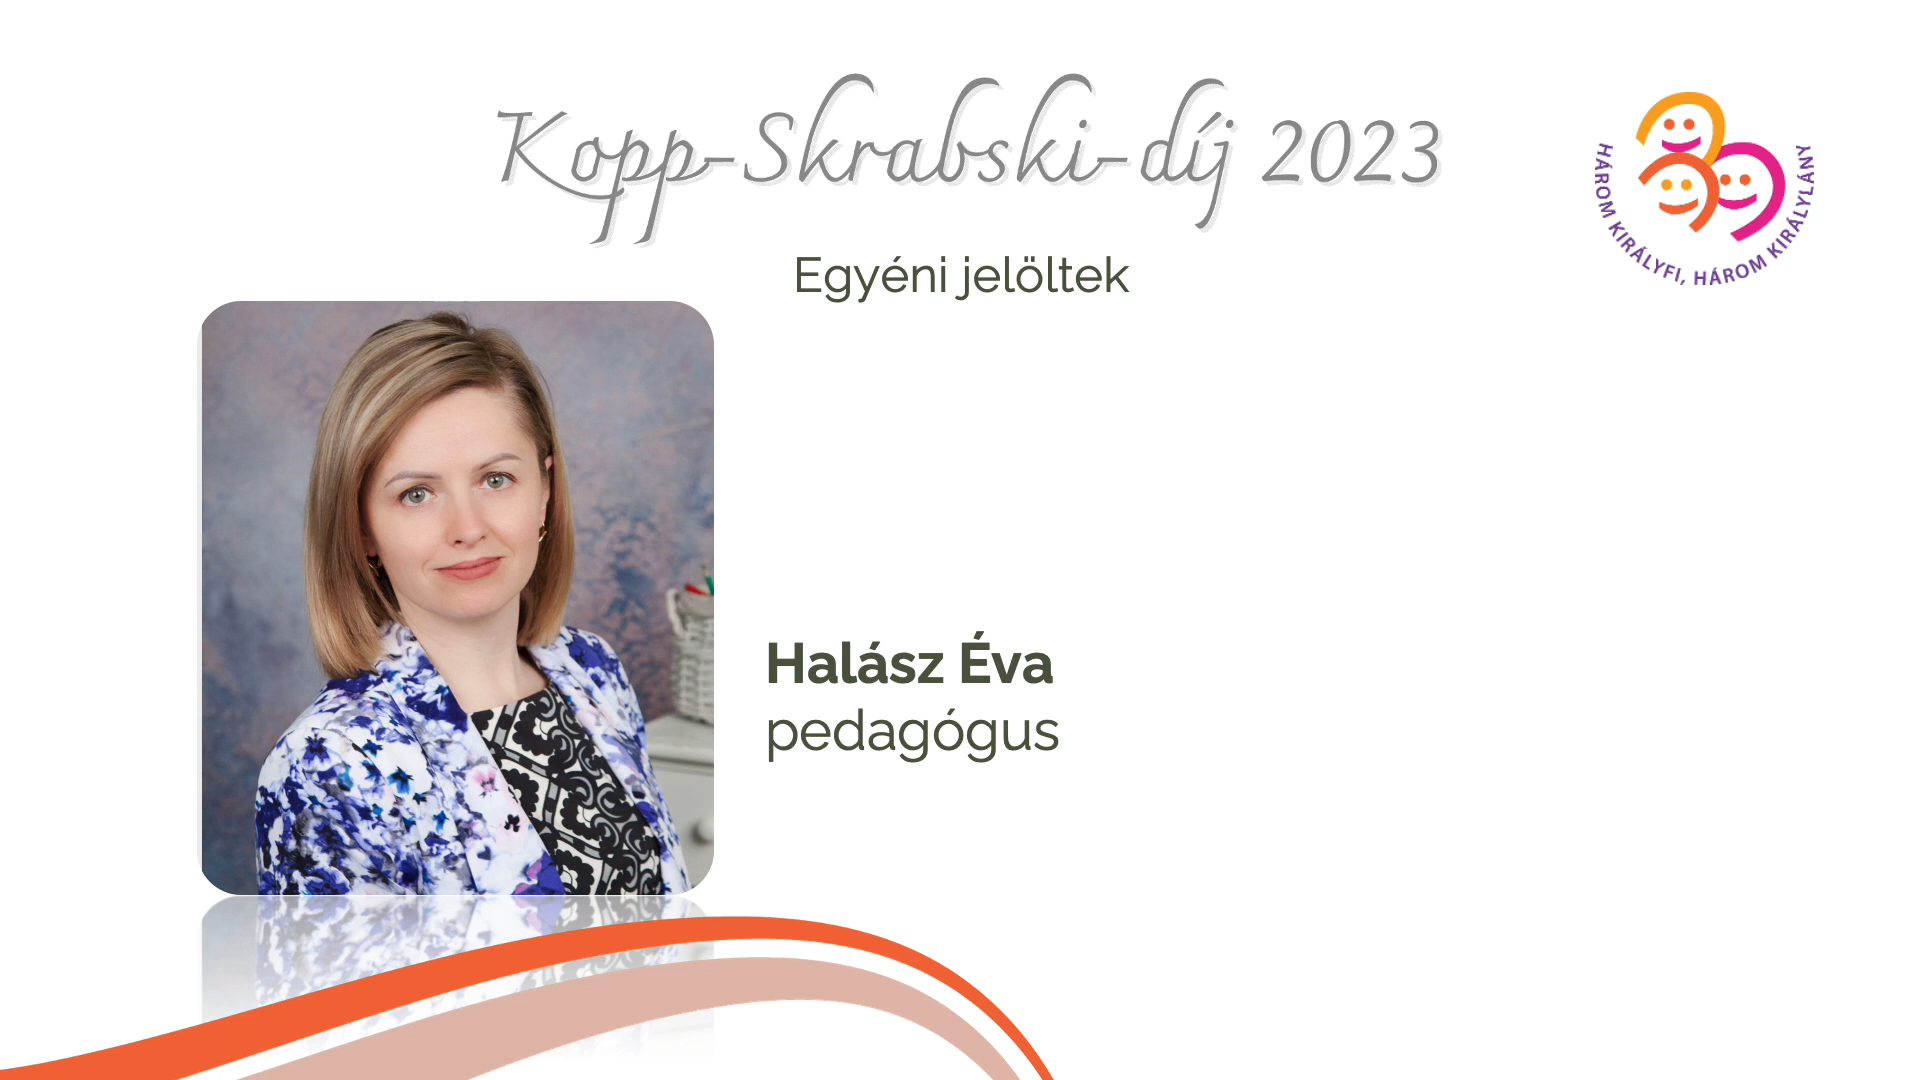 Kopp-Skrabski-díj 2023
HÁROM KIRÁLYFI, HÁROM KIRÁLYLÁNY
Egyéni jelöltek
Halász Éva
pedagógus